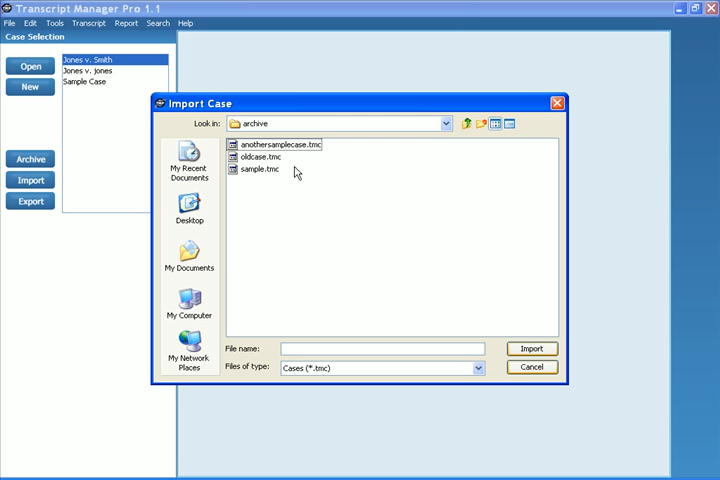 Transcript Manager Pro 1.1
File Edit Tools Transcript Report Search Help
Case Selection
Open
New
Archive
Import
Export
Jones v. Smith
Jones v. jones
Sample Case
Import Case
Look in: archive
My Recent
Documents
Desktop
My Documents
My Computer
My Network
Places
anothersamplecase.tmc
oldcase.tmc
sample.tmc
File name: Import
Files of type: Cases (*.tmc) Cancel